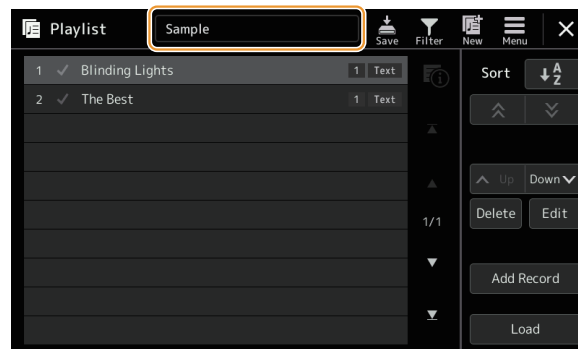 Playlist Sample Save Filter New Menu
1 Blinding Lights 1 Text
2 The Best 1 Text
Sort A Z
Up Down
1/1
Delete Edit
Add Record
Load